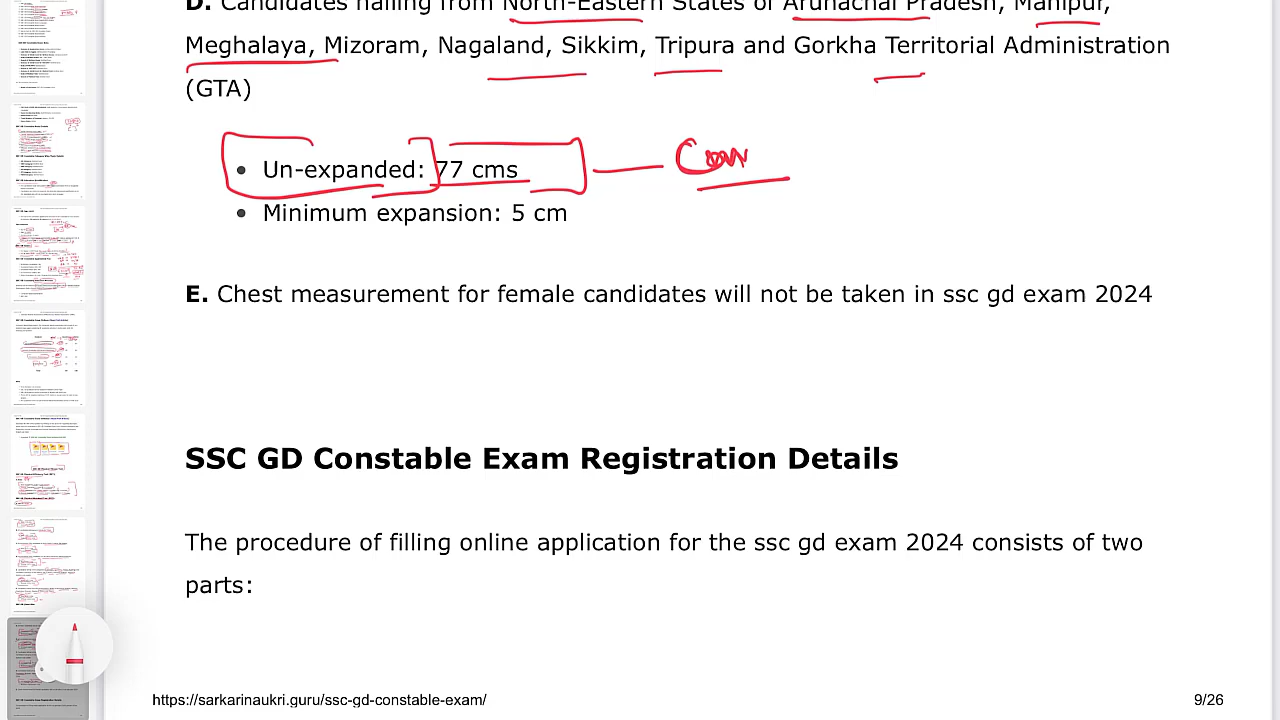 D. Candidates hailing from North-Eastern States of Arunachal Pradesh, Manipur,
Meghalaya, Mizoram, Nagaland, Sikkim, Tripura and Gorkha Territorial Administration
(GTA)
• Un-expanded: 77 cms
• Minimum expansion: 5 cm
E. Chest measurement for female candidates will not be taken in ssc gd exam 2024
SSC GD Constable Exam Registration Details
The procedure of filling online application for the ssc gd exam 2024 consists of two
parts:
https://sarkarinaukri.guru/ssc-gd-constable-exam/ 9/26